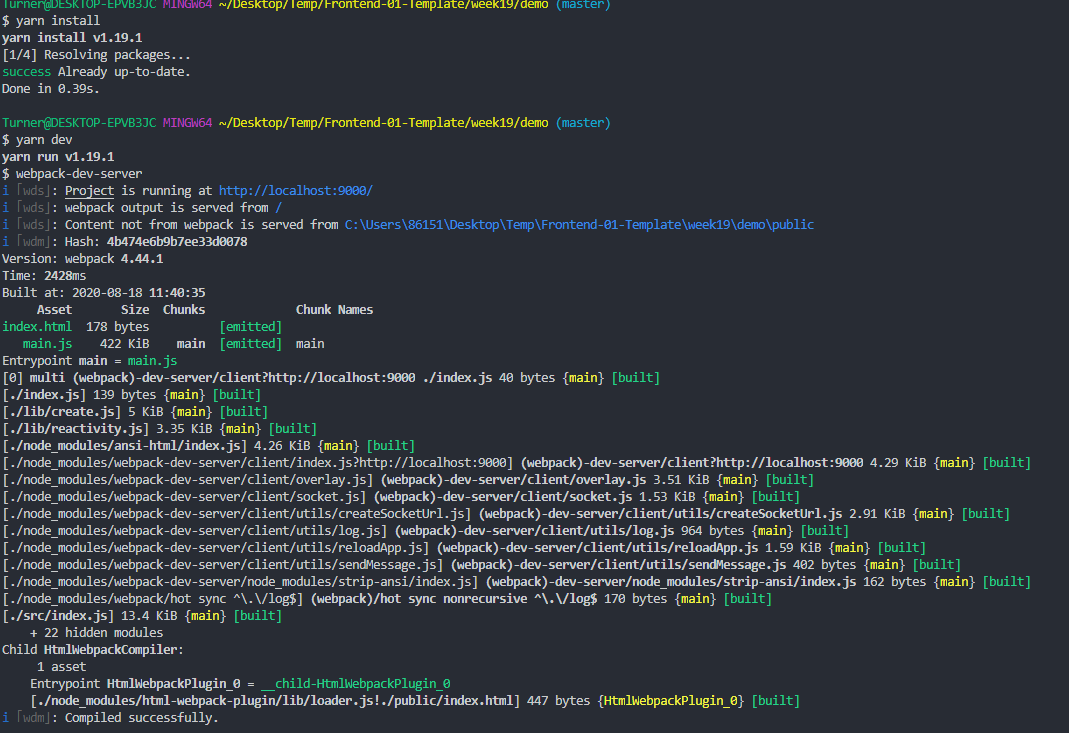 Turner@DESKTOP-EPVB3JC MINGW64 ~/Desktop/Temp/Frontend-01-Template/week19/demo (master)
$ yarn install
yarn install v1.19.1
[1/4] Resolving packages...
success Already up-to-date.
Done in 0.39s.
Turner@DESKTOP-EPVB3JC MINGW64 ~/Desktop/Temp/Frontend-01-Template/week19/demo (master)
$ yarn dev
yarn run v1.19.1
$ webpack-dev-server
i ｢wds｣: Project is running at http://localhost:9000/
i ｢wds｣: webpack output is served from /
i ｢wds｣: Content not from webpack is served from C:\Users\86151\Desktop\Temp\Frontend-01-Template\week19\demo\public
i ｢wdm｣: Hash: 4b474e6b9b7ee33d0078
Version: webpack 4.44.1
Time: 2428ms
Built at: 2020-08-18 11:40:35
     Asset       Size  Chunks             Chunk Names
index.html  178 bytes          [emitted]
   main.js    422 KiB    main  [emitted]  main
Entrypoint main = main.js
[0] multi (webpack)-dev-server/client?http://localhost:9000 ./index.js 40 bytes {main} [built]
[./index.js] 139 bytes {main} [built]
[./lib/create.js] 5 KiB {main} [built]
[./lib/reactivity.js] 3.35 KiB {main} [built]
[./node_modules/ansi-html/index.js] 4.26 KiB {main} [built]
[./node_modules/webpack-dev-server/client/index.js?http://localhost:9000] (webpack)-dev-server/client?http://localhost:9000 4.29 KiB {main} [built]
[./node_modules/webpack-dev-server/client/overlay.js] (webpack)-dev-server/client/overlay.js 3.51 KiB {main} [built]
[./node_modules/webpack-dev-server/client/socket.js] (webpack)-dev-server/client/socket.js 1.53 KiB {main} [built]
[./node_modules/webpack-dev-server/client/utils/createSocketUrl.js] (webpack)-dev-server/client/utils/createSocketUrl.js 2.91 KiB {main} [built]
[./node_modules/webpack-dev-server/client/utils/log.js] (webpack)-dev-server/client/utils/log.js 964 bytes {main} [built]
[./node_modules/webpack-dev-server/client/utils/reloadApp.js] (webpack)-dev-server/client/utils/reloadApp.js 1.59 KiB {main} [built]
[./node_modules/webpack-dev-server/client/utils/sendMessage.js] (webpack)-dev-server/client/utils/sendMessage.js 402 bytes {main} [built]
[./node_modules/webpack-dev-server/node_modules/strip-ansi/index.js] (webpack)-dev-server/node_modules/strip-ansi/index.js 162 bytes {main} [built]
[./node_modules/webpack/hot sync ^\.\/log$] (webpack)/hot sync nonrecursive ^\.\/log$ 170 bytes {main} [built]
[./src/index.js] 13.4 KiB {main} [built]
    + 22 hidden modules
Child HtmlWebpackCompiler:
     1 asset
    Entrypoint HtmlWebpackPlugin_0 = __child-HtmlWebpackPlugin_0
    [./node_modules/html-webpack-plugin/lib/loader.js!./public/index.html] 447 bytes {HtmlWebpackPlugin_0} [built]
i ｢wdm｣: Compiled successfully.